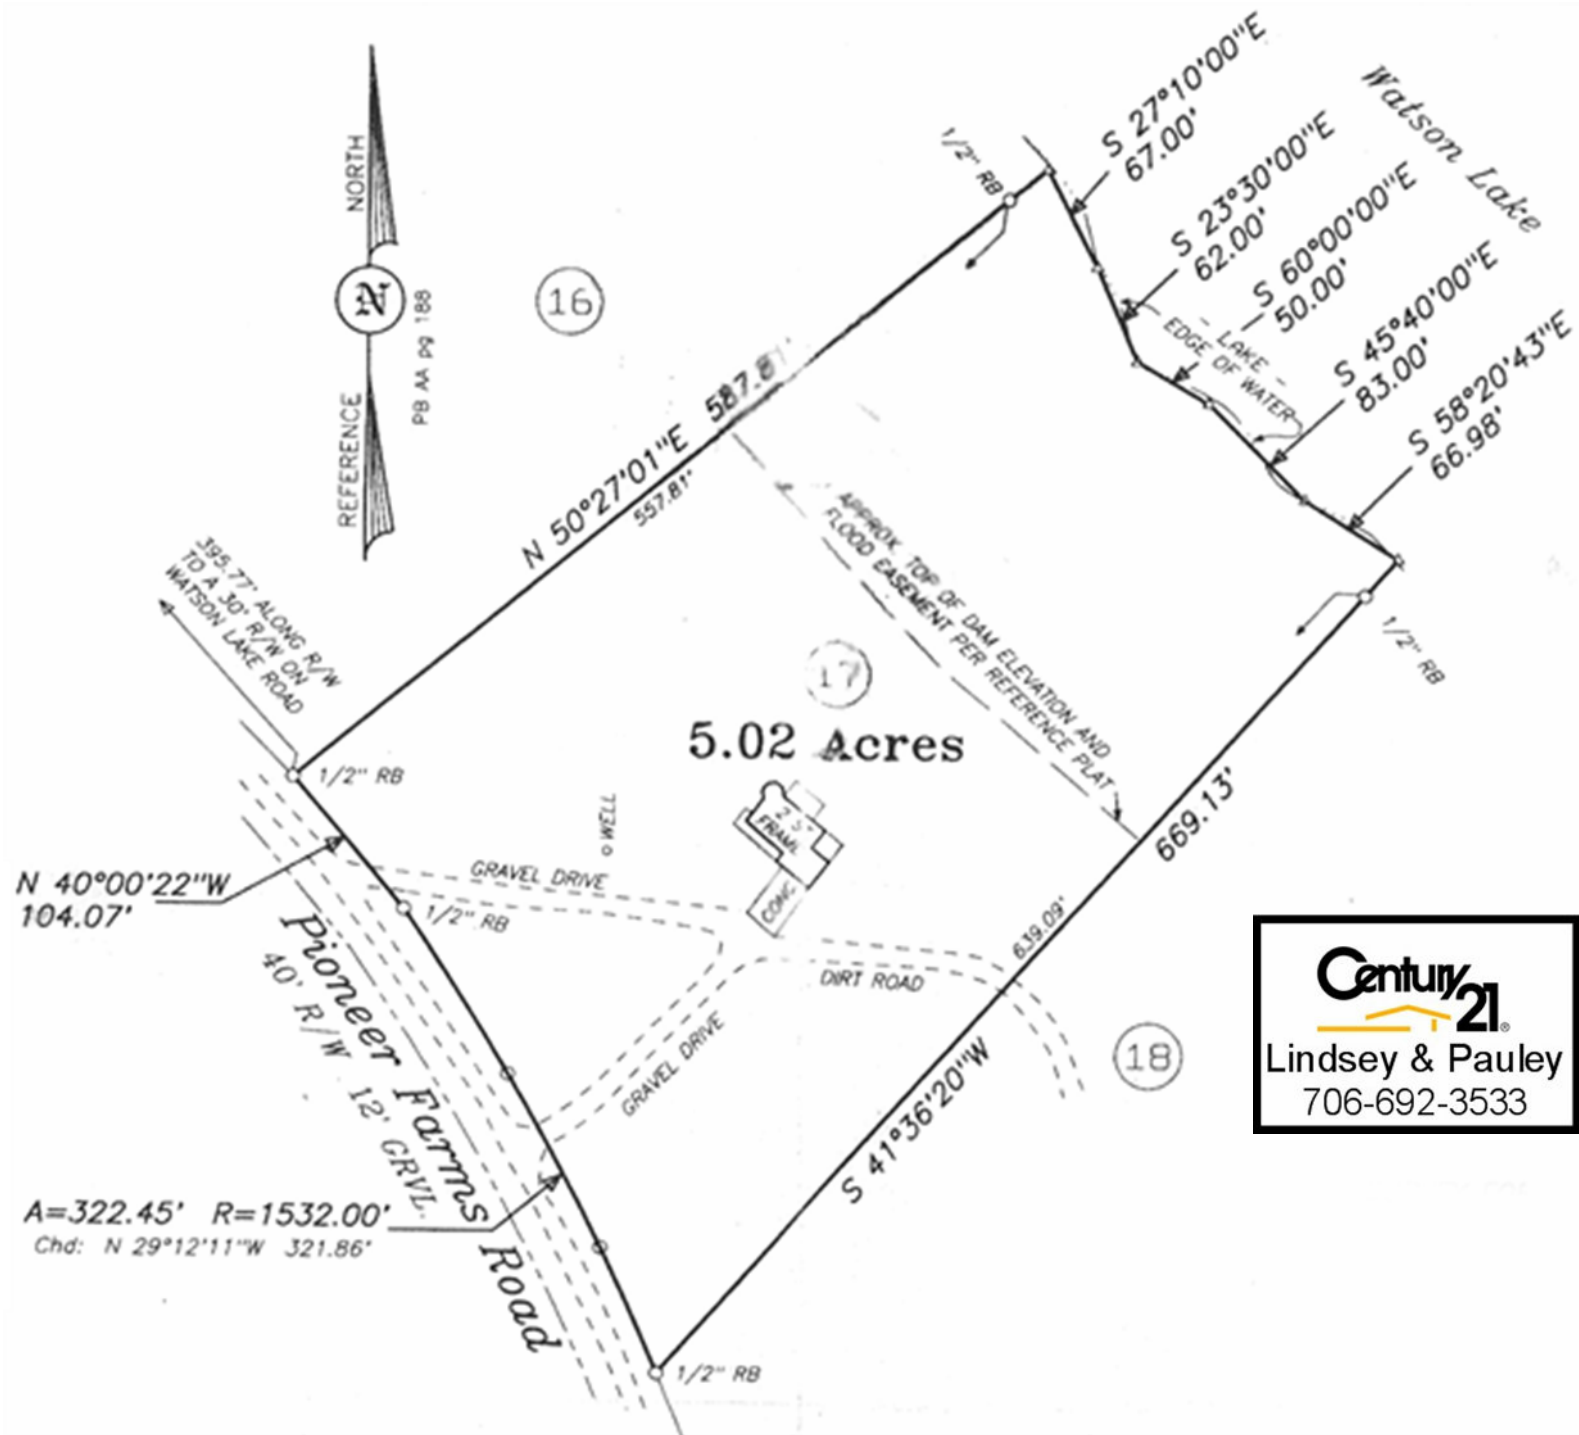 S 27°10'00"E
67.00'
Watson Lake
1/2" RB
S 23°30'00"E
62.00'
S 60°00'00"E
50.00'
S 45°40'00"E
83.00'
S 58°20'43"E
66.98'
- LAKE -
EDGE OF WATER
NORTH
N
REFERENCE
PB AA pg 188
16
N 50°27'01"E 587.81'
557.81'
395.77' ALONG R/W
TO A 30' R/W ON
WATSON LAKE ROAD
APPROX. TOP OF DAM ELEVATION AND
FLOOD EASEMENT PER REFERENCE PLAT
1/2" RB
17
5.02 Acres
1/2" RB
WELL
FRAME
CONC
669.13'
639.09'
S 41°36'20"W
N 40°00'22"W
104.07'
GRAVEL DRIVE
1/2" RB
DIRT ROAD
GRAVEL DRIVE
18
Pioneer Farms Road
40' R/W 12' GRVL.
A=322.45' R=1532.00'
Chd: N 29°12'11"W 321.86'
1/2" RB
Century 21®
Lindsey & Pauley
706-692-3533